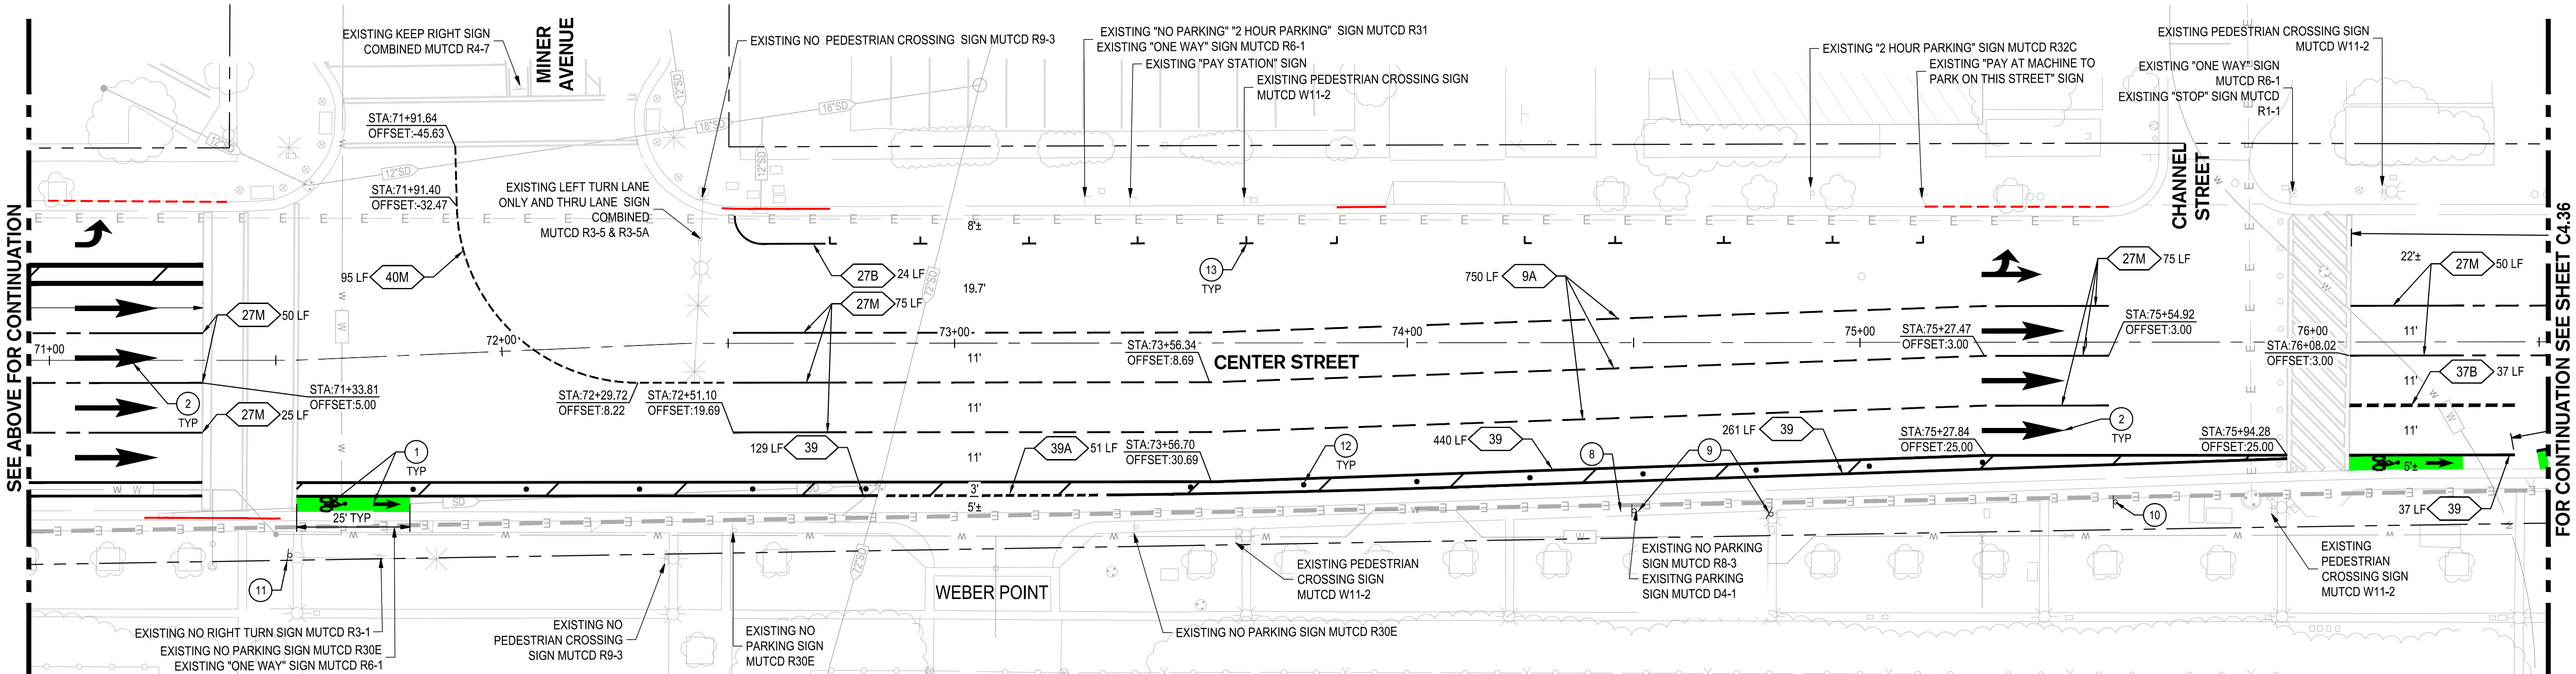 EXISTING KEEP RIGHT SIGN
COMBINED MUTCD R4-7
MINER
AVENUE
EXISTING NO  PEDESTRIAN CROSSING  SIGN MUTCD R9-3
EXISTING "NO PARKING" "2 HOUR PARKING"  SIGN MUTCD R31
EXISTING "ONE WAY" SIGN MUTCD R6-1
EXISTING "PAY STATION" SIGN
EXISTING PEDESTRIAN CROSSING SIGN
MUTCD W11-2
EXISTING "2 HOUR PARKING" SIGN MUTCD R32C
EXISTING "PAY AT MACHINE TO
PARK ON THIS STREET" SIGN
EXISTING PEDESTRIAN CROSSING SIGN
MUTCD W11-2
EXISTING "ONE WAY" SIGN
MUTCD R6-1
EXISTING "STOP" SIGN MUTCD
R1-1
CHANNEL
STREET
12"SD
12"SD
12"SD
18"SD
18"SD
12"SD
72"SD
72"SD
SD
SD
STA:71+91.64
OFFSET:-45.63
STA:71+91.40
OFFSET:-32.47
EXISTING LEFT TURN LANE
ONLY AND THRU LANE  SIGN
COMBINED
MUTCD R3-5 & R3-5A
SEE ABOVE FOR CONTINUATION
FOR CONTINUATION SEE SHEET C4.36
95 LF 40M
27B 24 LF
27M 75 LF
27M 50 LF
27M 25 LF
8'±
19.7'
11'
11'
11'
3'
5'±
13
TYP
750 LF 9A
27M 75 LF
22'±
27M 50 LF
11'
37B 37 LF
11'
11'
5'±
71+00
72+00
73+00
74+00
75+00
76+00
CENTER STREET
2
TYP
STA:71+33.81
OFFSET:5.00
STA:72+29.72
OFFSET:8.22
STA:72+51.10
OFFSET:19.69
STA:73+56.34
OFFSET:8.69
STA:75+27.47
OFFSET:3.00
STA:75+54.92
OFFSET:3.00
STA:76+08.02
OFFSET:3.00
1
TYP
129 LF 39
39A 51 LF
STA:73+56.70
OFFSET:30.69
12
TYP
440 LF 39
8
9
261 LF 39
STA:75+27.84
OFFSET:25.00
2
TYP
STA:75+94.28
OFFSET:25.00
25' TYP
10
37 LF 39
11
EXISTING NO RIGHT TURN SIGN MUTCD R3-1
EXISTING NO PARKING SIGN MUTCD R30E
EXISTING "ONE WAY" SIGN MUTCD R6-1
EXISTING NO
PEDESTRIAN CROSSING
SIGN MUTCD R9-3
EXISTING NO
PARKING SIGN
MUTCD R30E
WEBER POINT
EXISTING NO PARKING SIGN MUTCD R30E
EXISTING PEDESTRIAN
CROSSING SIGN
MUTCD W11-2
EXISTING NO PARKING
SIGN MUTCD R8-3
EXISITNG PARKING
SIGN MUTCD D4-1
EXISTING
PEDESTRIAN
CROSSING SIGN
MUTCD W11-2